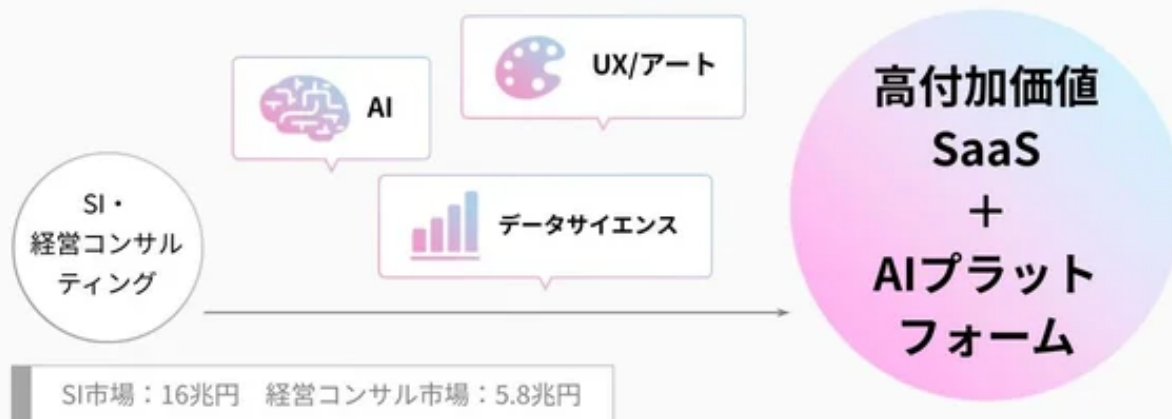 UX/アート
AI
データサイエンス
SI・
経営コンサル
ティング
高付加価値
SaaS
＋
AIプラット
フォーム
SI市場：16兆円　経営コンサル市場：5.8兆円